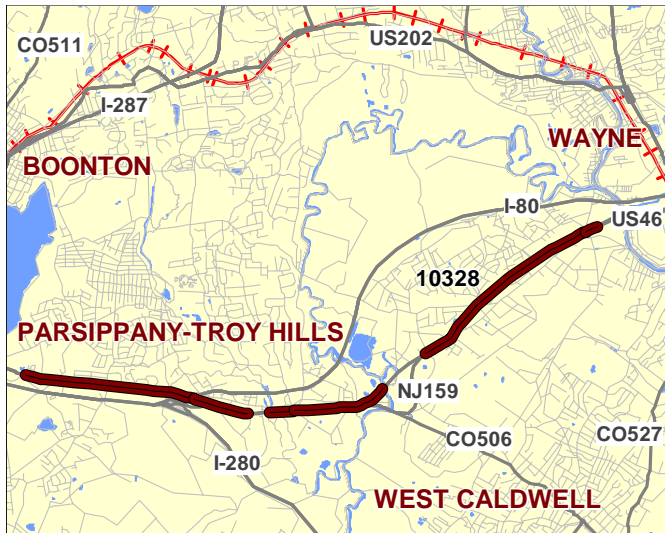 CO511
US202
I-287
WAYNE
BOONTON
I-80
US46
10328
PARSIPPANY-TROY HILLS
NJ159
CO506
CO527
I-280
WEST CALDWELL